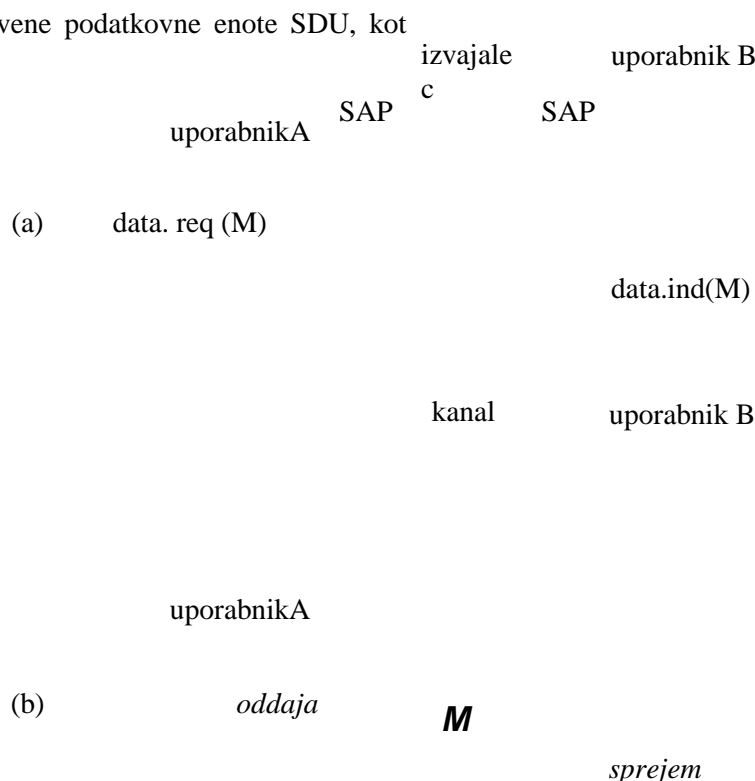 vene podatkovne enote SDU, kot
izvajale
c
uporabnik B
SAP
SAP
uporabnikA
(a) data. req (M)
data.ind(M)
kanal
uporabnik B
uporabnikA
(b) oddaja
M
sprejem